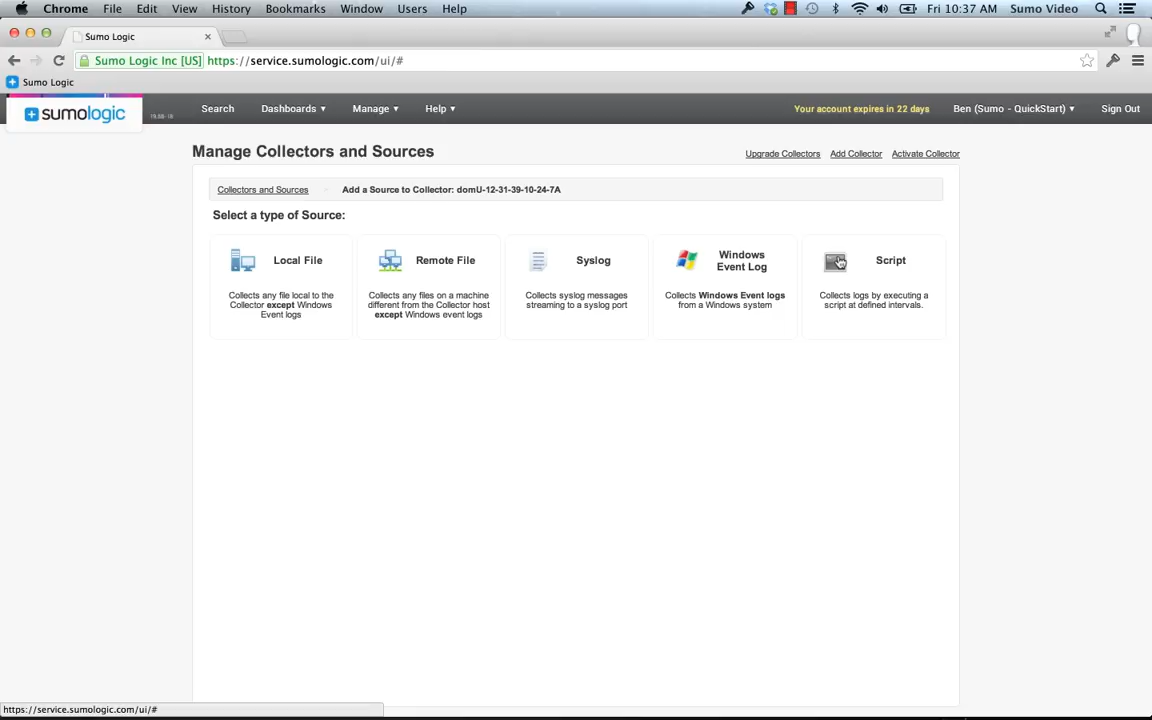 Chrome File Edit View History Bookmarks Window Users Help Fri 10:37 AM Sumo Video
Sumo Logic
Sumo Logic Inc [US] https://service.sumologic.com/ui/#
Sumo Logic
sumologic Search Dashboards Manage Help Your account expires in 22 days Ben (Sumo - QuickStart) Sign Out
Manage Collectors and Sources Upgrade Collectors Add Collector Activate Collector
Collectors and Sources Add a Source to Collector: domU-12-31-39-10-24-7A
Select a type of Source:
Local File
Collects any file local to the
Collector except Windows
Event logs
Remote File
Collects any files on a machine
different from the Collector host
except Windows event logs
Syslog
Collects syslog messages
streaming to a syslog port
Windows
Event Log
Collects Windows Event logs
from a Windows system
Script
Collects logs by executing a
script at defined intervals.
https://service.sumologic.com/ui/#